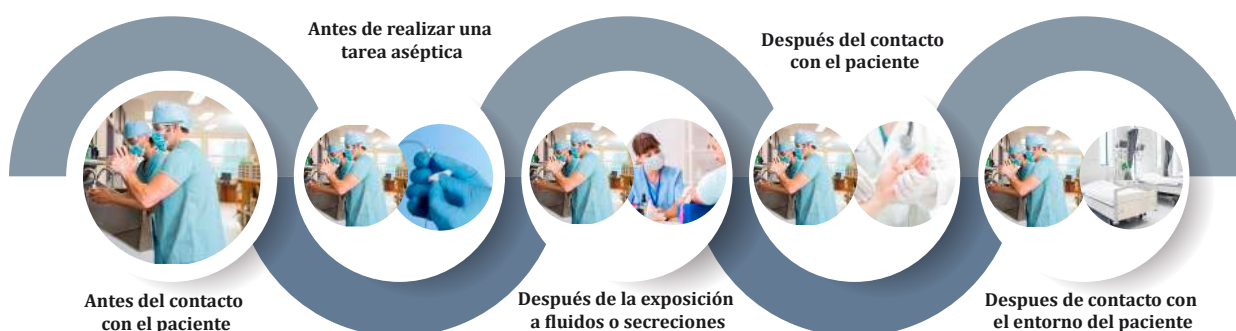 Antes de realizar una
tarea aséptica
Después del contacto
con el paciente
Antes del contacto
con el paciente
Después de la exposición
a fluidos o secreciones
Despues de contacto con
el entorno del paciente